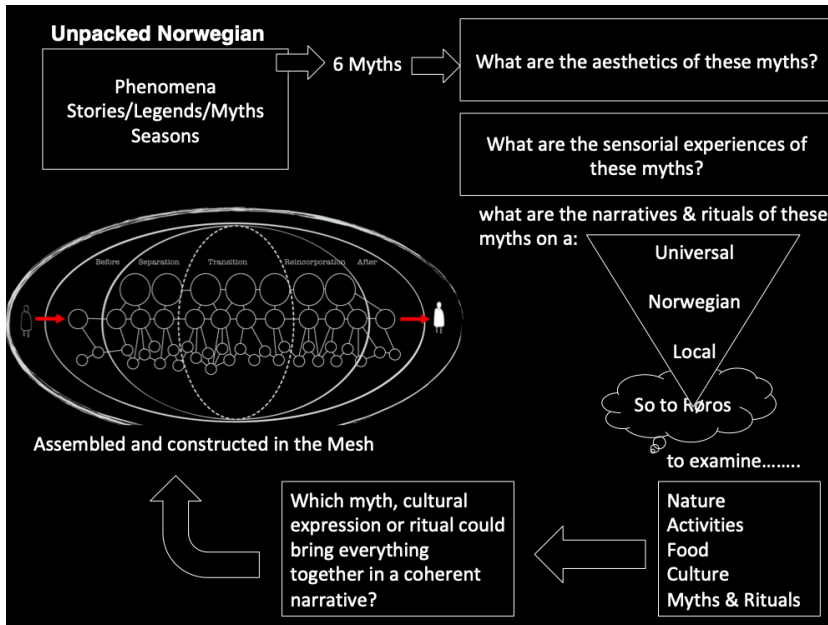 Unpacked Norwegian
Phenomena
Stories/Legends/Myths
Seasons
6 Myths
What are the aesthetics of these myths?
What are the sensorial experiences of
these myths?
what are the narratives & rituals of these
myths on a:
Universal
Norwegian
Local
So to Røros
to examine……..
Nature
Activities
Food
Culture
Myths & Rituals
Which myth, cultural
expression or ritual could
bring everything
together in a coherent
narrative?
Before Separation Transition Reincorporation After
Assembled and constructed in the Mesh